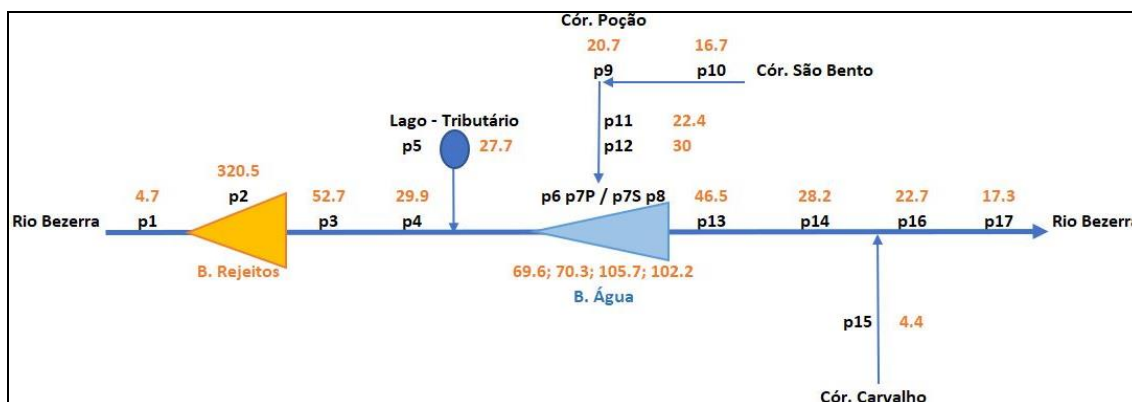 Cór. Poção
20.7 16.7
p9 p10 Cór. São Bento
Lago - Tributário
p5 27.7
p11 22.4
p12 30
320.5
p2
4.7 52.7 29.9 p6 p7P / p7S p8 46.5 28.2 22.7 17.3
Rio Bezerra p1 p3 p4 p13 p14 p16 p17 Rio Bezerra
B. Rejeitos 69.6; 70.3; 105.7; 102.2
B. Água
p15 4.4
Cór. Carvalho